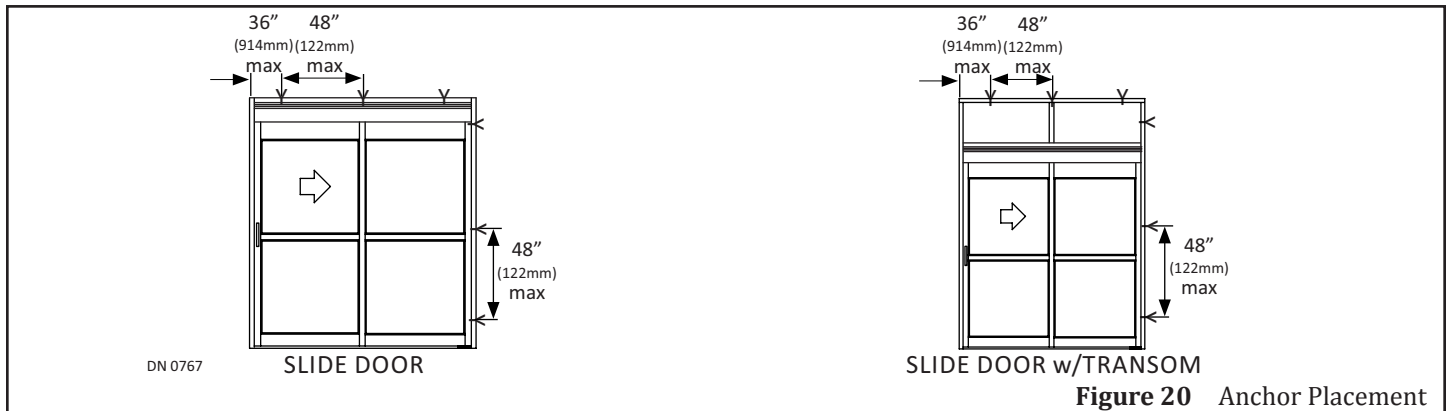 36” 48”
(914mm) (122mm)
max max
48”
(122mm)
max
DN 0767
SLIDE DOOR
36” 48”
(914mm) (122mm)
max max
48”
(122mm)
max
SLIDE DOOR w/TRANSOM
Figure 20 Anchor Placement